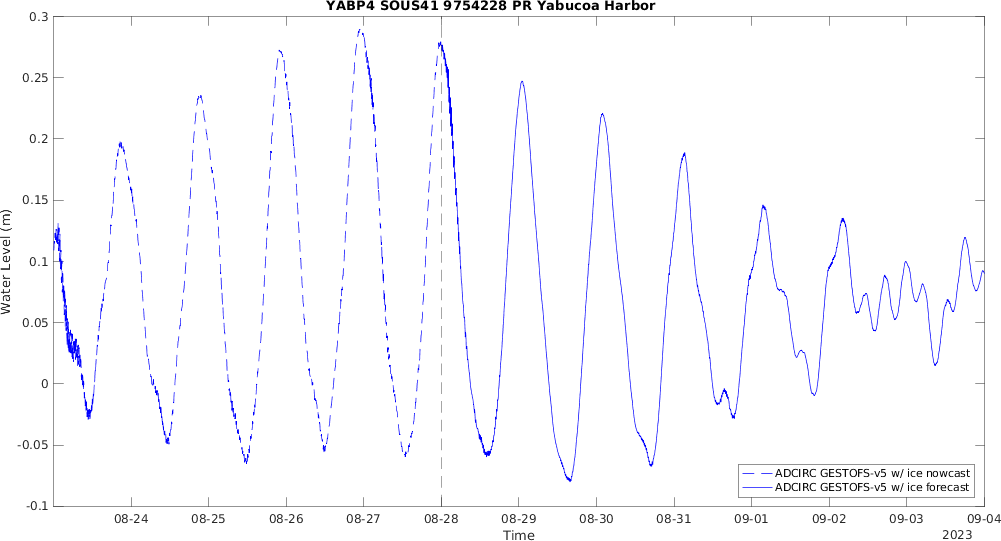 YABP4 SOUS41 9754228 PR Yabucoa Harbor
0.3
0.25
0.2
0.15
0.1
0.05
0
-0.05
-0.1
Water Level (m)
ADCIRC GESTOFS-v5 w/ ice nowcast
ADCIRC GESTOFS-v5 w/ ice forecast
08-24 08-25 08-26 08-27 08-28 08-29 08-30 08-31 09-01 09-02 09-03 09-04
Time
2023